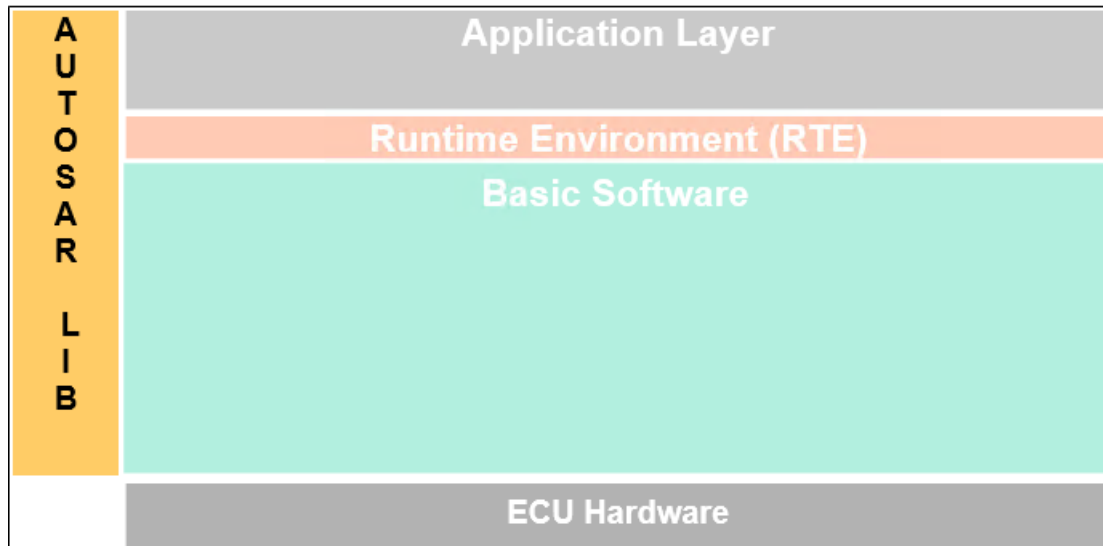 AUTOSAR LIB
Application Layer
Runtime Environment (RTE)
Basic Software
ECU Hardware